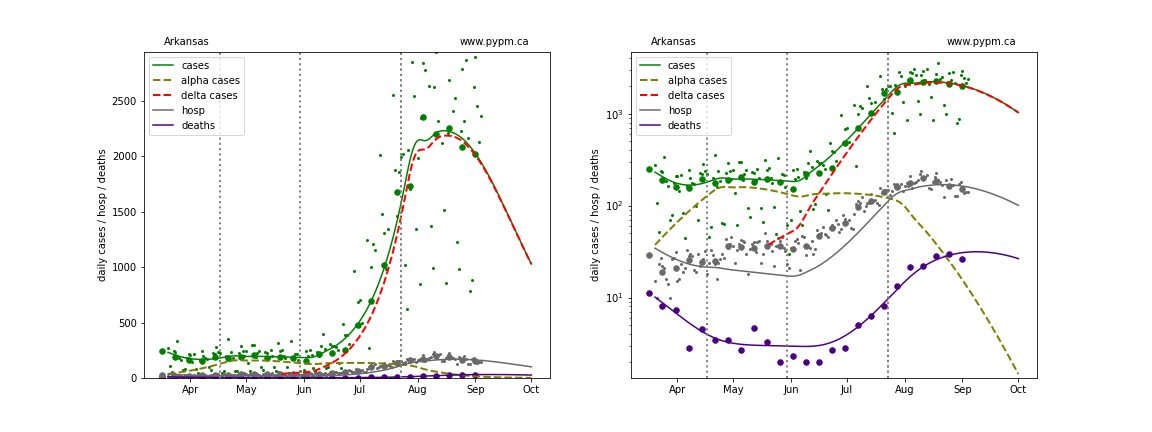 Arkansas www.pypm.ca
cases
alpha cases
delta cases
hosp
deaths
daily cases / hosp / deaths
2500
2000
1500
1000
500
0
Apr May Jun Jul Aug Sep Oct
Arkansas www.pypm.ca
cases
alpha cases
delta cases
hosp
deaths
daily cases / hosp / deaths
10³
10²
10¹
Apr May Jun Jul Aug Sep Oct